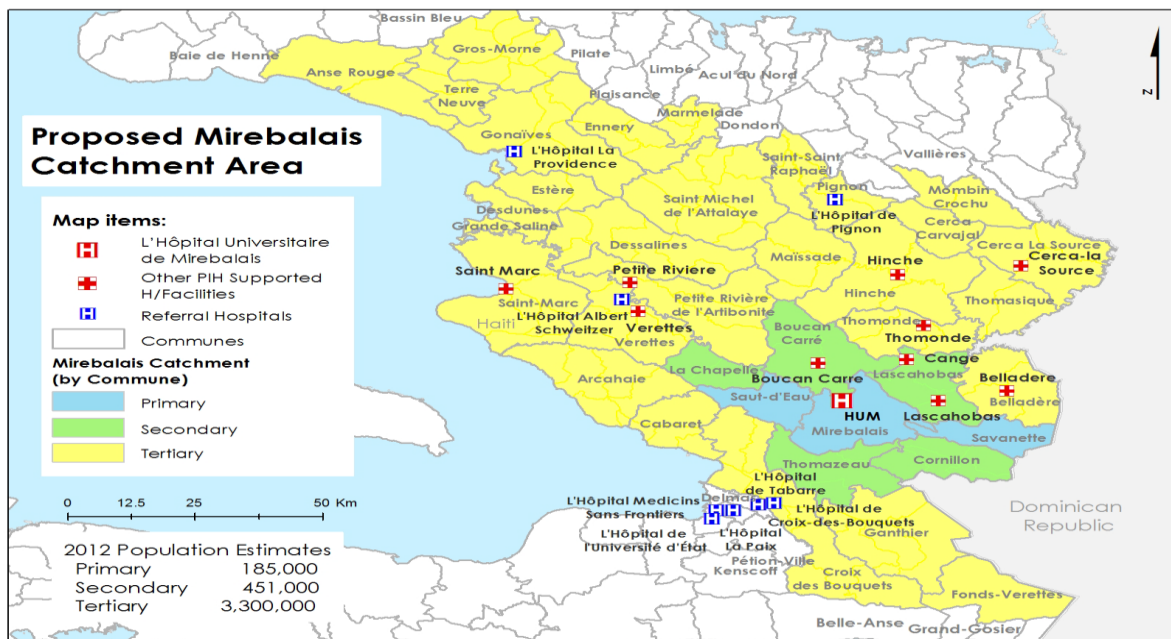 Bassin Bleu
Baie de Henne
Gros-Morne
Pilate
Anse Rouge
Limbé
Acul du Nord
Terre
Neuve
Plaisance
Marmelade
Dondon
Ennery
Gonaïves
L'Hôpital La
Providence
Vallières
Saint-Saint
Raphaël
Pignon
L'Hôpital de
Pignon
Mombin
Crochu
Estère
Saint Michel
de l'Attalaye
Cerca
Carvajal
Desdunes
Grande Saline
Dessalines
Maïssade
Cerca La Source
Cerca-la
Source
Saint Marc
Petite Riviere
Hinche
Hinche
Thomasique
Saint-Marc
Haiti
L'Hôpital Albert
Schweitzer
Verettes
Verrettes
Petite Rivière
de l'Artibonite
Boucan
Carré
Thomonde
Thomonde
Cange
Lascahobas
La Chapelle
Boucan Carre
Belladere
Belladère
Arcahaie
Saut-d'Eau
HUM
Mirebalais
Lascahobas
Savanette
Cabaret
Thomazeau
Cornillon
L'Hôpital
de Tabarre
L'Hôpital Medicins
Sans Frontiers
Delmas
L'Hôpital de
Croix-des-Bouquets
L'Hôpital de
l'Université d'État
L'Hôpital
La Paix
Ganthier
Pétion-Ville
Kenscoff
Croix
des Bouquets
Fonds-Verrettes
Belle-Anse
Grand-Gosier
Dominican
Republic
N
Proposed Mirebalais
Catchment Area
Map items:
L'Hôpital Universitaire
de Mirebalais
Other PIH Supported
H/Facilities
Referral Hospitals
Communes
Mirebalais Catchment
(by Commune)
Primary
Secondary
Tertiary
0 12.5 25 50 Km
2012 Population Estimates
Primary 185,000
Secondary 451,000
Tertiary 3,300,000